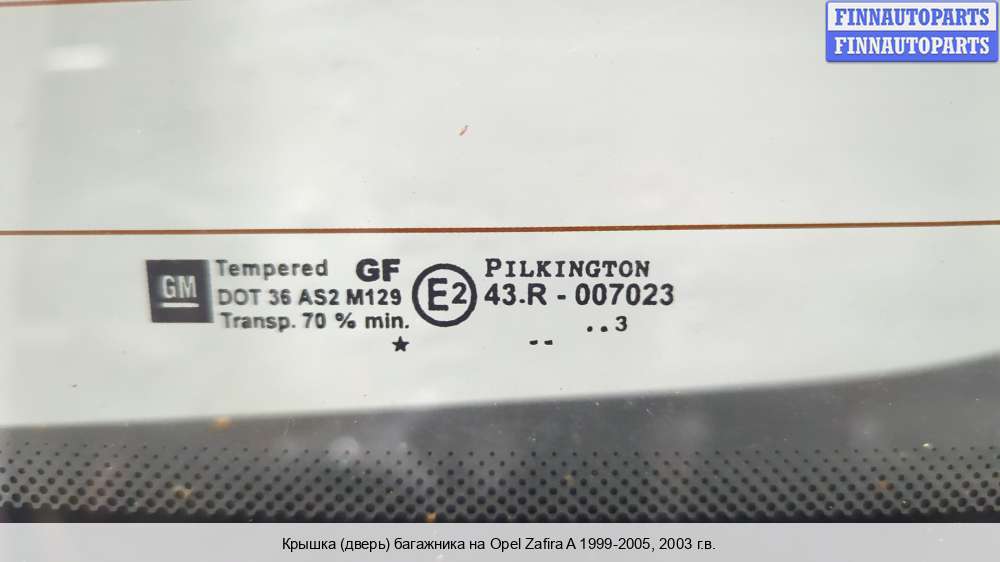 FINNAUTOPARTS
FINNAUTOPARTS
GM
Tempered GF
DOT 36 AS2 M129
Transp. 70 % min.
★
E2
PILKINGTON
43.R - 007023
..3
--
Крышка (дверь) багажника на Opel Zafira A 1999-2005, 2003 г.в.